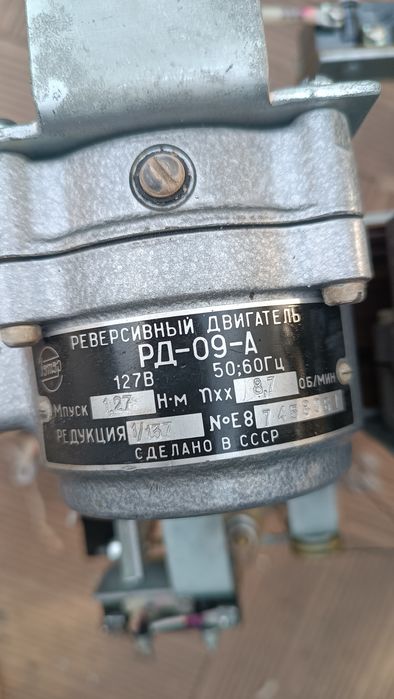 РЕВЕРСИВНЫЙ ДВИГАТЕЛЬ
РД-09-А
127В 50;60Гц
Мпуск 1,27 Н·м nхх 8,7 об/мин
РЕДУКЦИЯ 1/137 №Е8
СДЕЛАНО В СССР